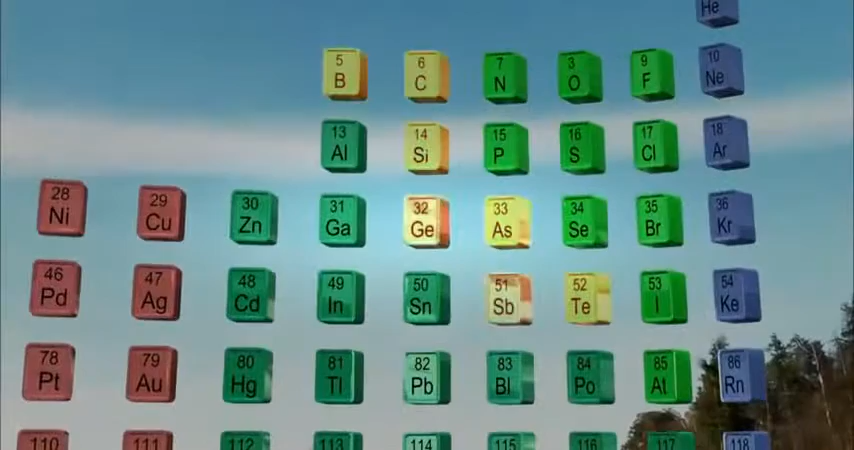 He
5 6 7 3 9 10
B C N O F Ne
13 14 15 16 17 18
Al Si P S Cl Ar
28 29 30 31 32 33 34 35 36
Ni Cu Zn Ga Ge As Se Br Kr
46 47 48 49 50 51 52 53 54
Pd Ag Cd In Sn Sb Te I Ke
78 79 80 81 82 83 84 85 86
Pt Au Hg Tl Pb Bl Po At Rn
110 111 112 113 114 115 116 117 118